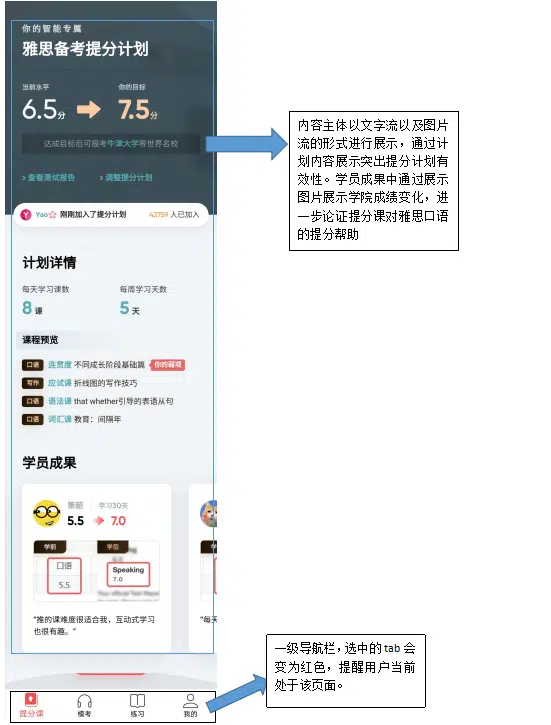 你的智能专属
雅思备考提分计划
当前水平
你的目标
6.5分
7.5分
达成目标后可报考牛津大学等世界名校
> 查看测试报告
> 调整提分计划
Y Yao🌸 刚刚加入了提分计划
42759 人已加入
计划详情
每天学习课数
每周学习天数
8 课
5 天
课程预览
口语 连贯度 不同成长阶段基础篇 你的弱项
写作 应试课 折线图的写作技巧
口语 语法课 that whether引导的表语从句
口语 词汇课 教育：间隔年
学员成果
学习30天
5.5
7.0
学前
学后
口语
5.5
Speaking
7.0
“推的课难度很适合我，互动式学习
也很有趣。”
“每天
提分课
模考
练习
我的
内容主体以文字流以及图片
流的形式进行展示，通过计
划内容展示突出提分计划有
效性。学员成果中通过展示
图片展示学院成绩变化，进
一步论证提分课对雅思口语
的提分帮助
一级导航栏，选中的 tab 会
变为红色，提醒用户当前
处于该页面。